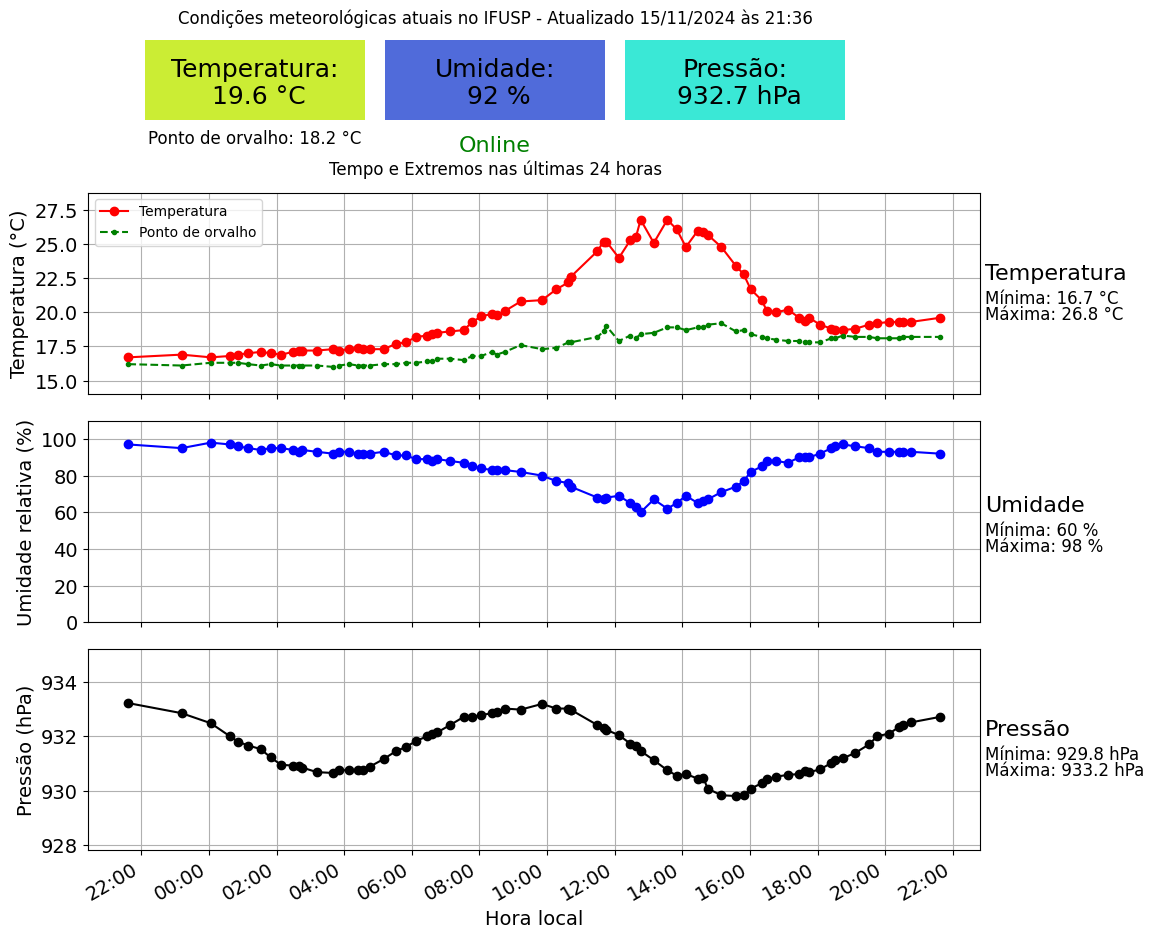 Condições meteorológicas atuais no IFUSP - Atualizado 15/11/2024 às 21:36
Temperatura:
19.6 °C
Umidade:
92 %
Pressão:
932.7 hPa
Ponto de orvalho: 18.2 °C
Online
Tempo e Extremos nas últimas 24 horas
Temperatura (°C)
27.5
25.0
22.5
20.0
17.5
15.0
Temperatura
Ponto de orvalho
Temperatura
Mínima: 16.7 °C
Máxima: 26.8 °C
Umidade relativa (%)
100
80
60
40
20
0
Umidade
Mínima: 60 %
Máxima: 98 %
Pressão (hPa)
934
932
930
928
Pressão
Mínima: 929.8 hPa
Máxima: 933.2 hPa
22:00 00:00 02:00 04:00 06:00 08:00 10:00 12:00 14:00 16:00 18:00 20:00 22:00
Hora local